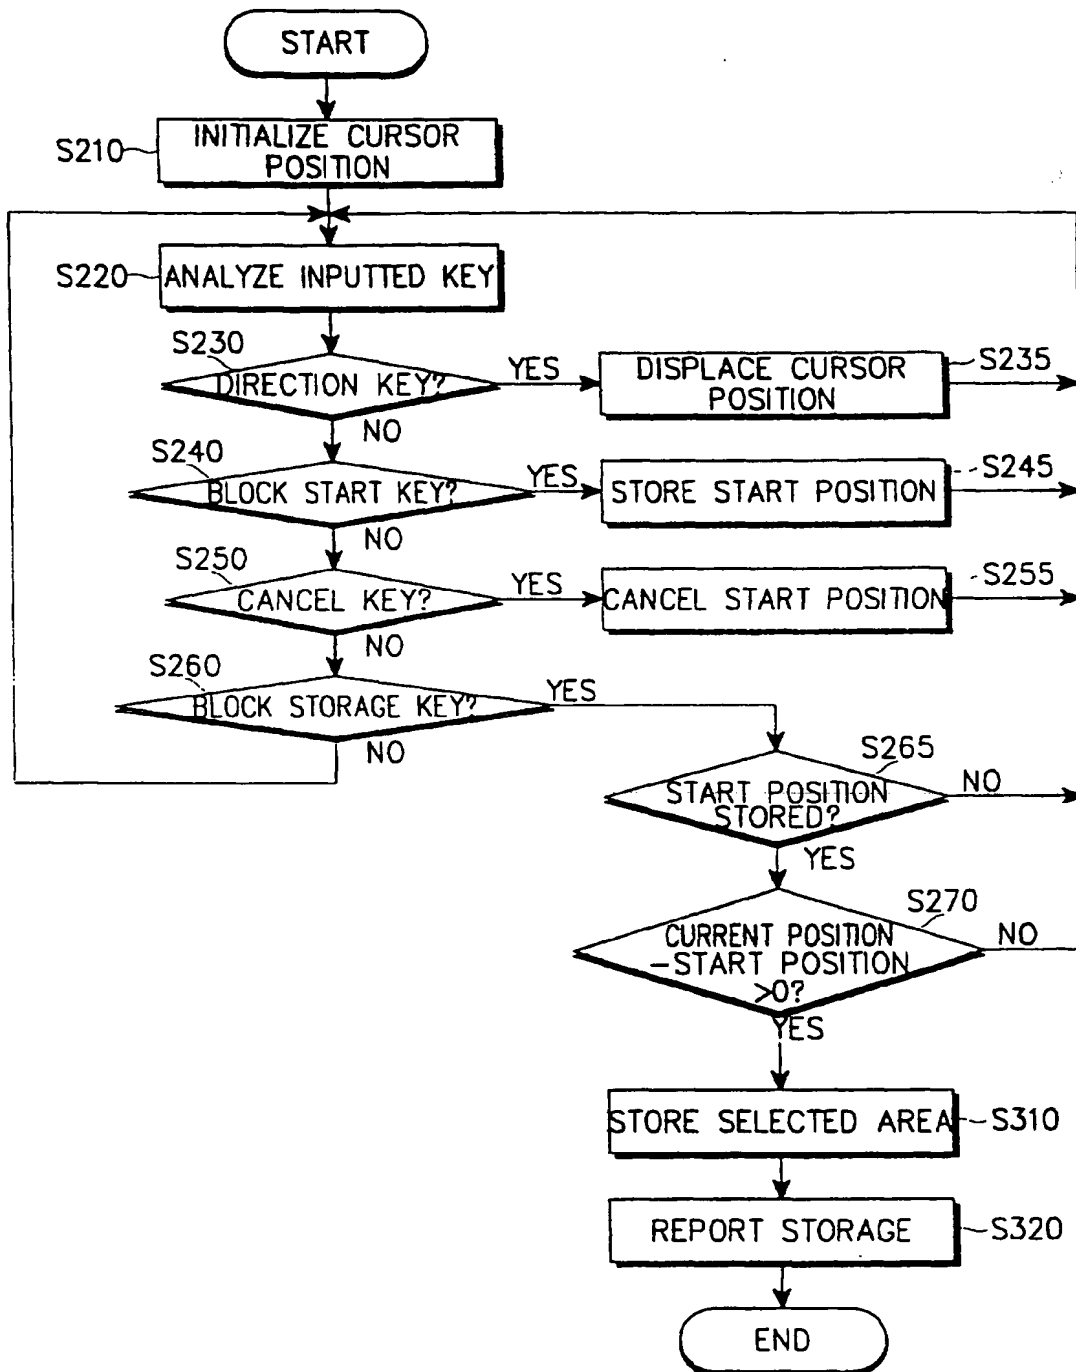 START
S210
INITIALIZE CURSOR
POSITION
S220
ANALYZE INPUTTED KEY
S230
DIRECTION KEY?
YES
DISPLACE CURSOR
POSITION
S235
NO
S240
BLOCK START KEY?
YES
STORE START POSITION
S245
NO
S250
CANCEL KEY?
YES
CANCEL START POSITION
S255
NO
S260
BLOCK STORAGE KEY?
YES
NO
S265
START POSITION
STORED?
NO
YES
S270
CURRENT POSITION
-START POSITION
>0?
NO
YES
STORE SELECTED AREA
S310
REPORT STORAGE
S320
END